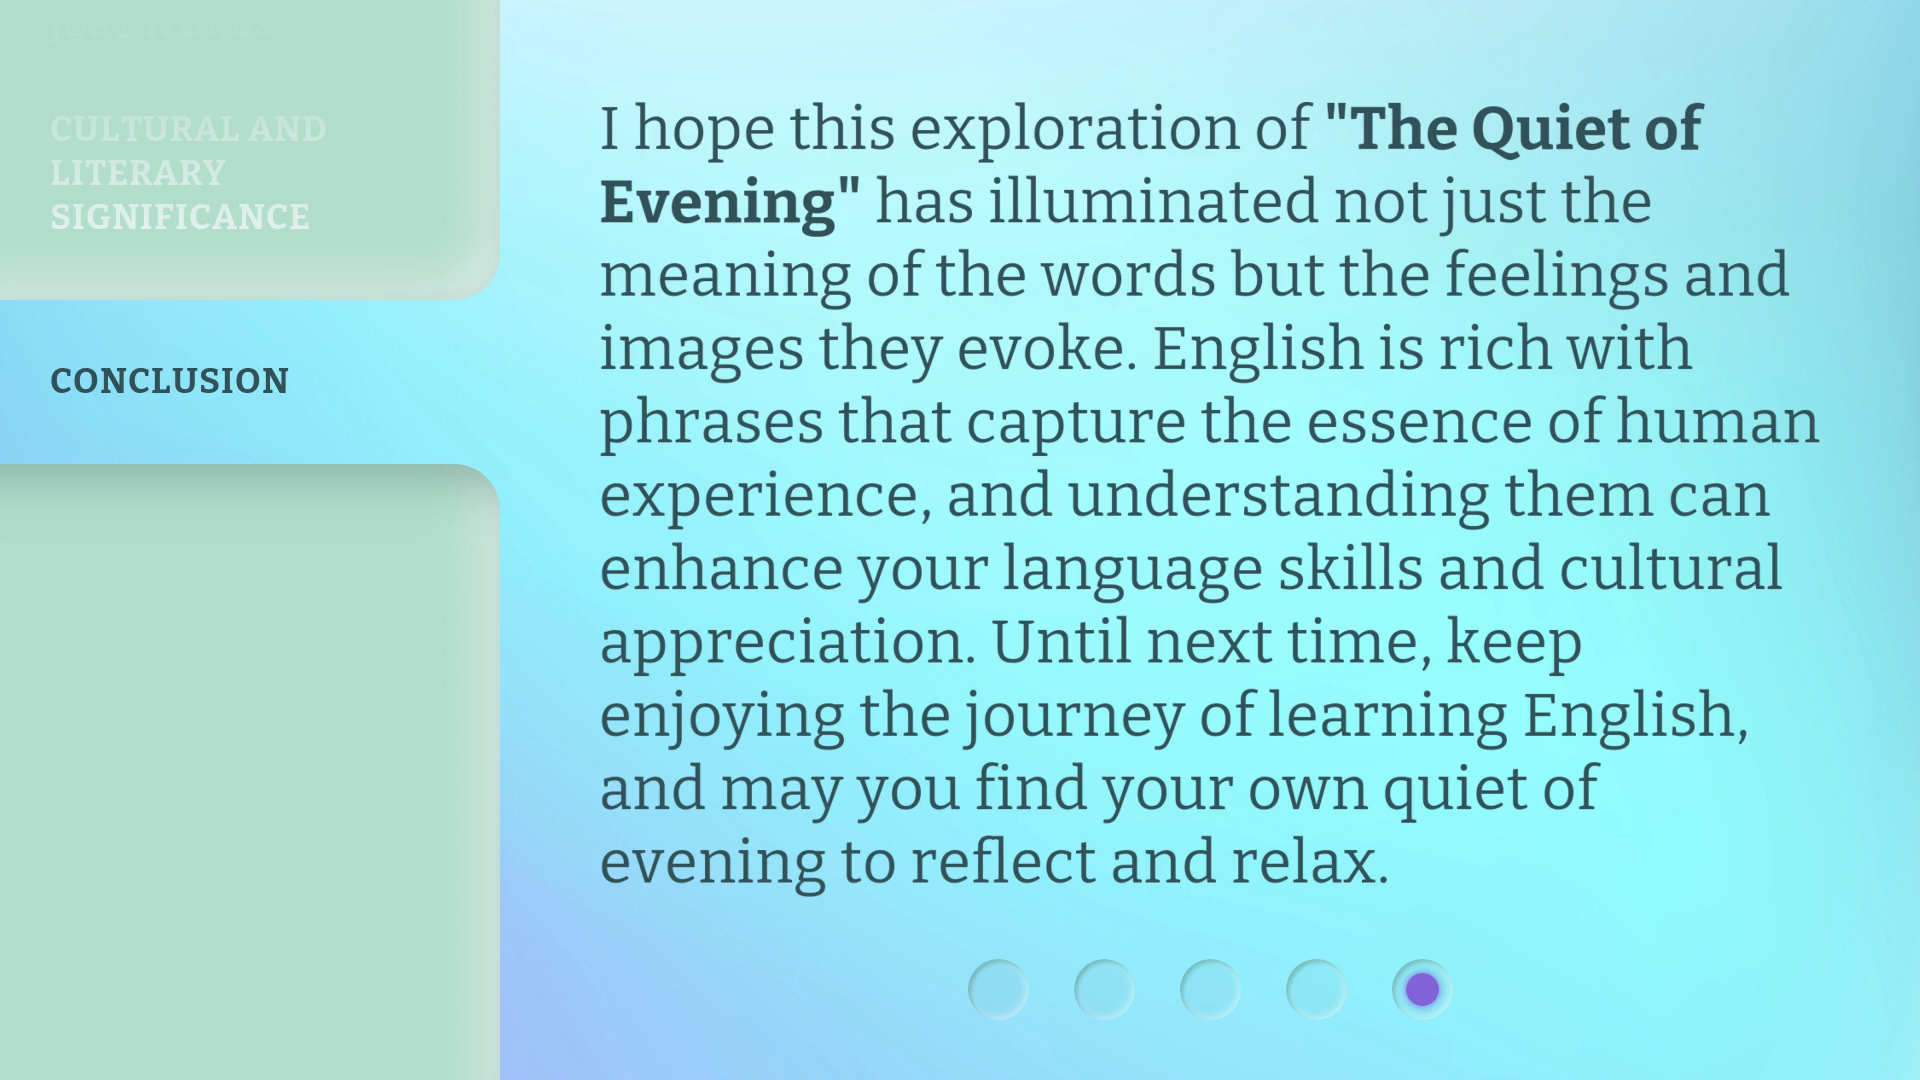 CULTURAL AND
LITERARY
SIGNIFICANCE
CONCLUSION
I hope this exploration of "The Quiet of
Evening" has illuminated not just the
meaning of the words but the feelings and
images they evoke. English is rich with
phrases that capture the essence of human
experience, and understanding them can
enhance your language skills and cultural
appreciation. Until next time, keep
enjoying the journey of learning English,
and may you find your own quiet of
evening to reflect and relax.